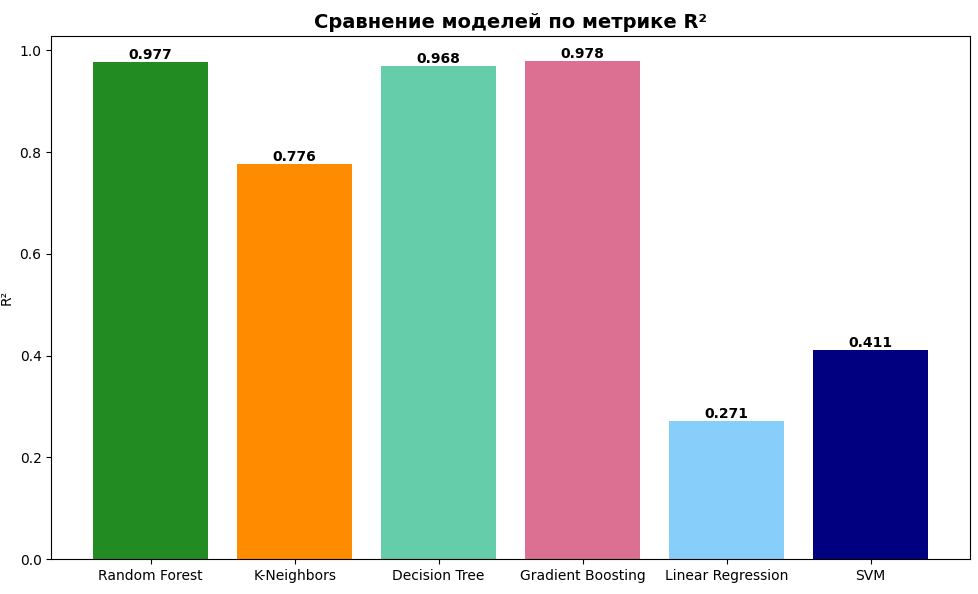 Сравнение моделей по метрике R²
R²
1.0
0.8
0.6
0.4
0.2
0.0
0.977
0.776
0.968
0.978
0.271
0.411
Random Forest
K-Neighbors
Decision Tree
Gradient Boosting
Linear Regression
SVM